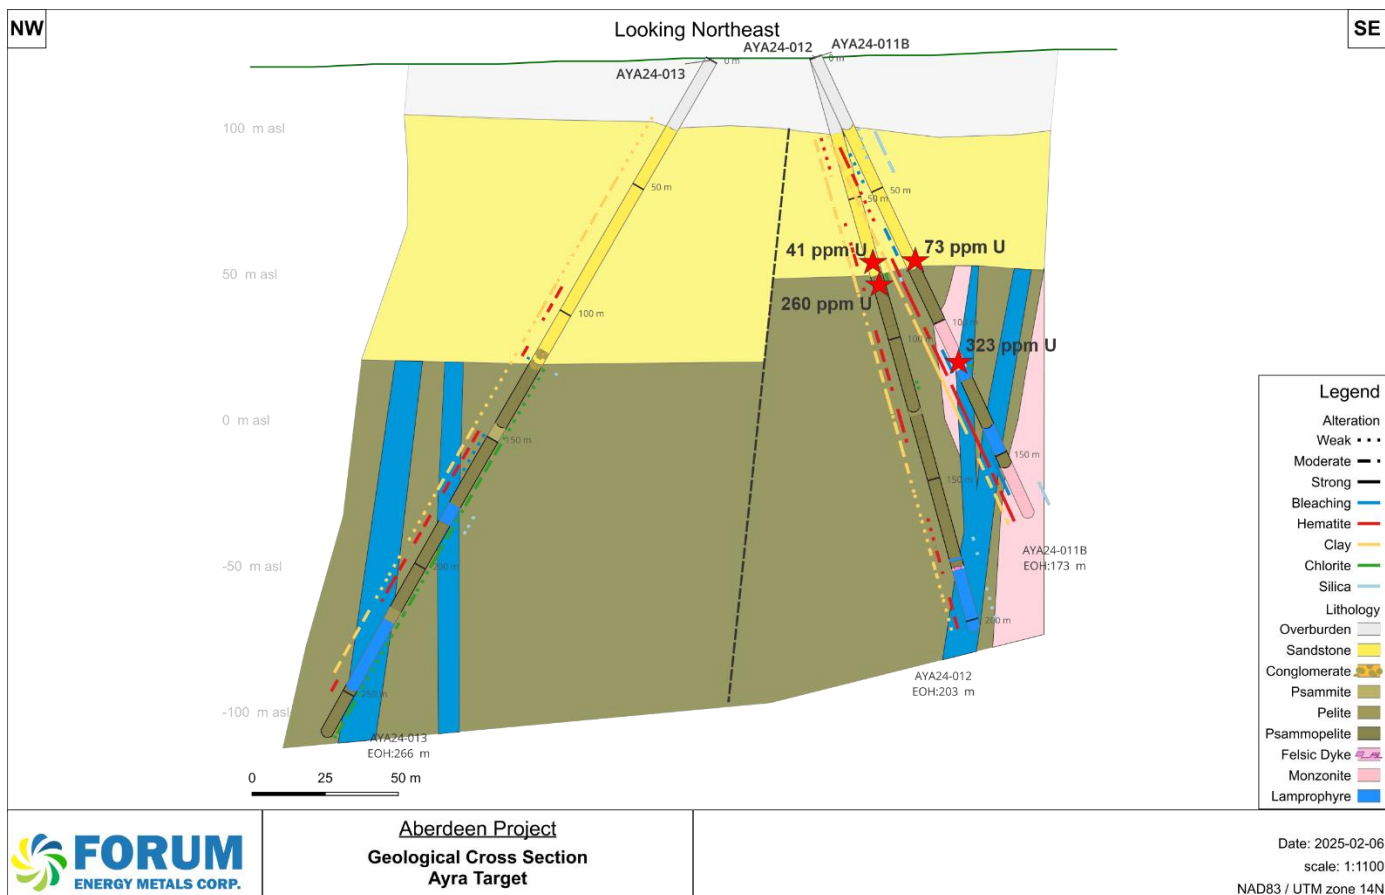 NW
Looking Northeast
SE
AYA24-012
AYA24-011B
AYA24-013
0 m
0 m
100 m asl
50 m
50 m
50 m
41 ppm U
73 ppm U
50 m asl
260 ppm U
100 m
100 m
100 m
323 ppm U
0 m asl
150 m
150 m
150 m
-50 m asl
200 m
AYA24-011B
EOH:173 m
200 m
AYA24-012
EOH:203 m
250 m
-100 m asl
AYA24-013
EOH:266 m
0 25 50 m
Legend
Alteration
Weak
Moderate
Strong
Bleaching
Hematite
Clay
Chlorite
Silica
Lithology
Overburden
Sandstone
Conglomerate
Psammite
Pelite
Psammopelite
Felsic Dyke
Monzonite
Lamprophyre
FORUM
ENERGY METALS CORP.
Aberdeen Project
Geological Cross Section
Ayra Target
Date: 2025-02-06
scale: 1:1100
NAD83 / UTM zone 14N